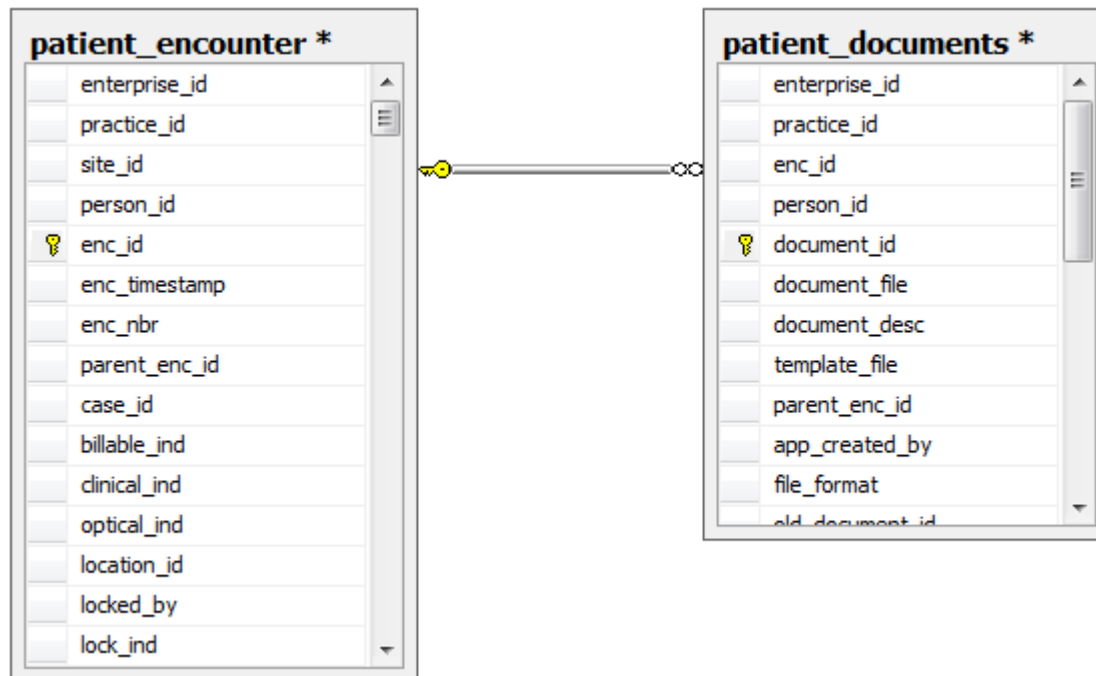 patient_encounter *
enterprise_id
practice_id
site_id
person_id
enc_id
enc_timestamp
enc_nbr
parent_enc_id
case_id
billable_ind
clinical_ind
optical_ind
location_id
locked_by
lock_ind
patient_documents *
enterprise_id
practice_id
enc_id
person_id
document_id
document_file
document_desc
template_file
parent_enc_id
app_created_by
file_format
old_document_id